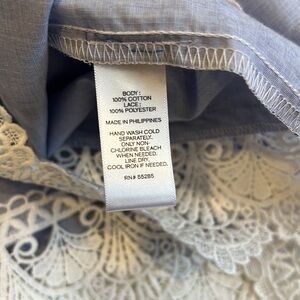 BODY:
100% COTTON
LACE:
100% POLYESTER
MADE IN PHILIPPINES
HAND WASH COLD
SEPARATELY.
ONLY NON-
CHLORINE BLEACH
WHEN NEEDED.
LINE DRY.
COOL IRON IF NEEDED.
RN# 55285